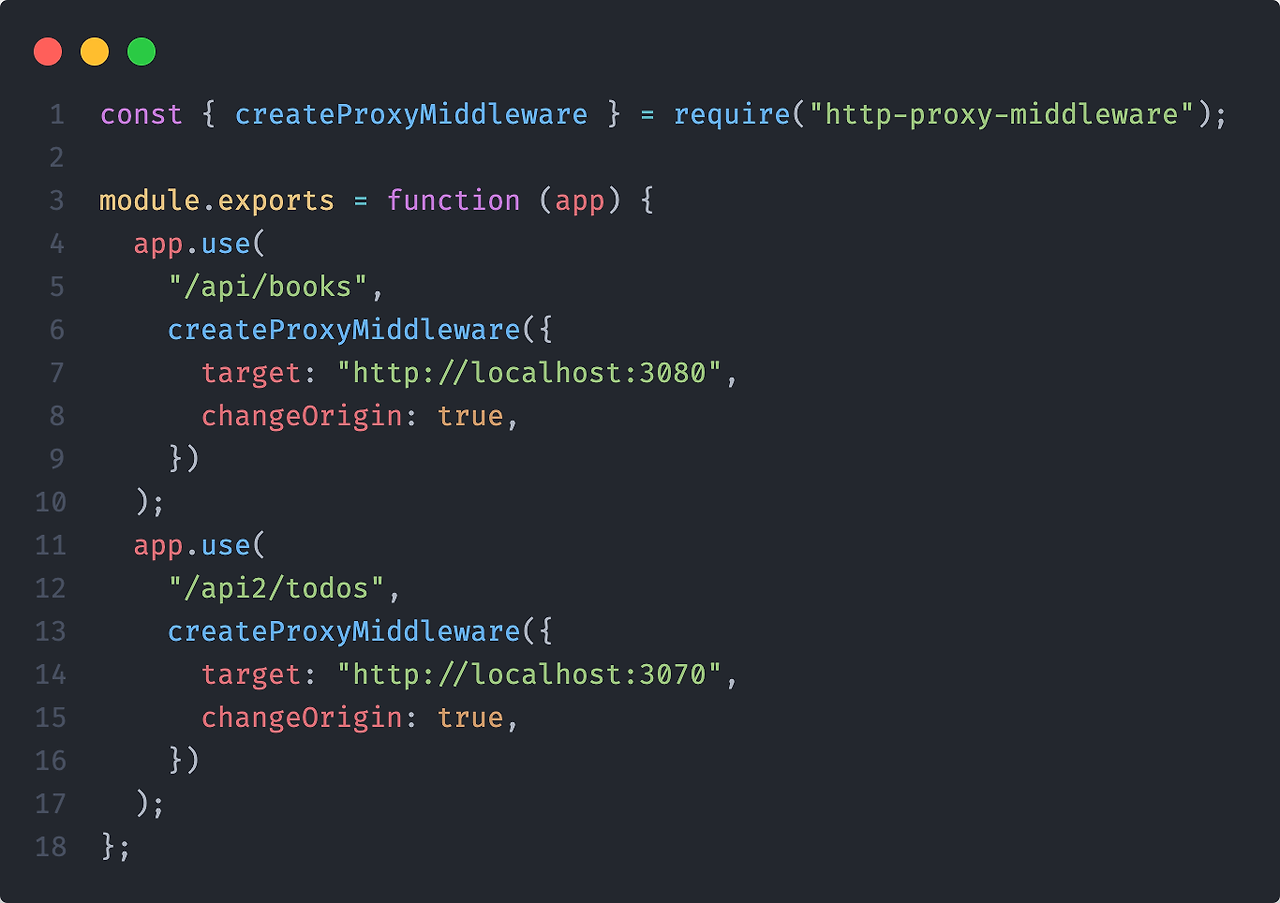 1 const { createProxyMiddleware } = require("http-proxy-middleware");
2
3 module.exports = function (app) {
4   app.use(
5     "/api/books",
6     createProxyMiddleware({
7       target: "http://localhost:3080",
8       changeOrigin: true,
9     })
10   );
11   app.use(
12     "/api2/todos",
13     createProxyMiddleware({
14       target: "http://localhost:3070",
15       changeOrigin: true,
16     })
17   );
18 };